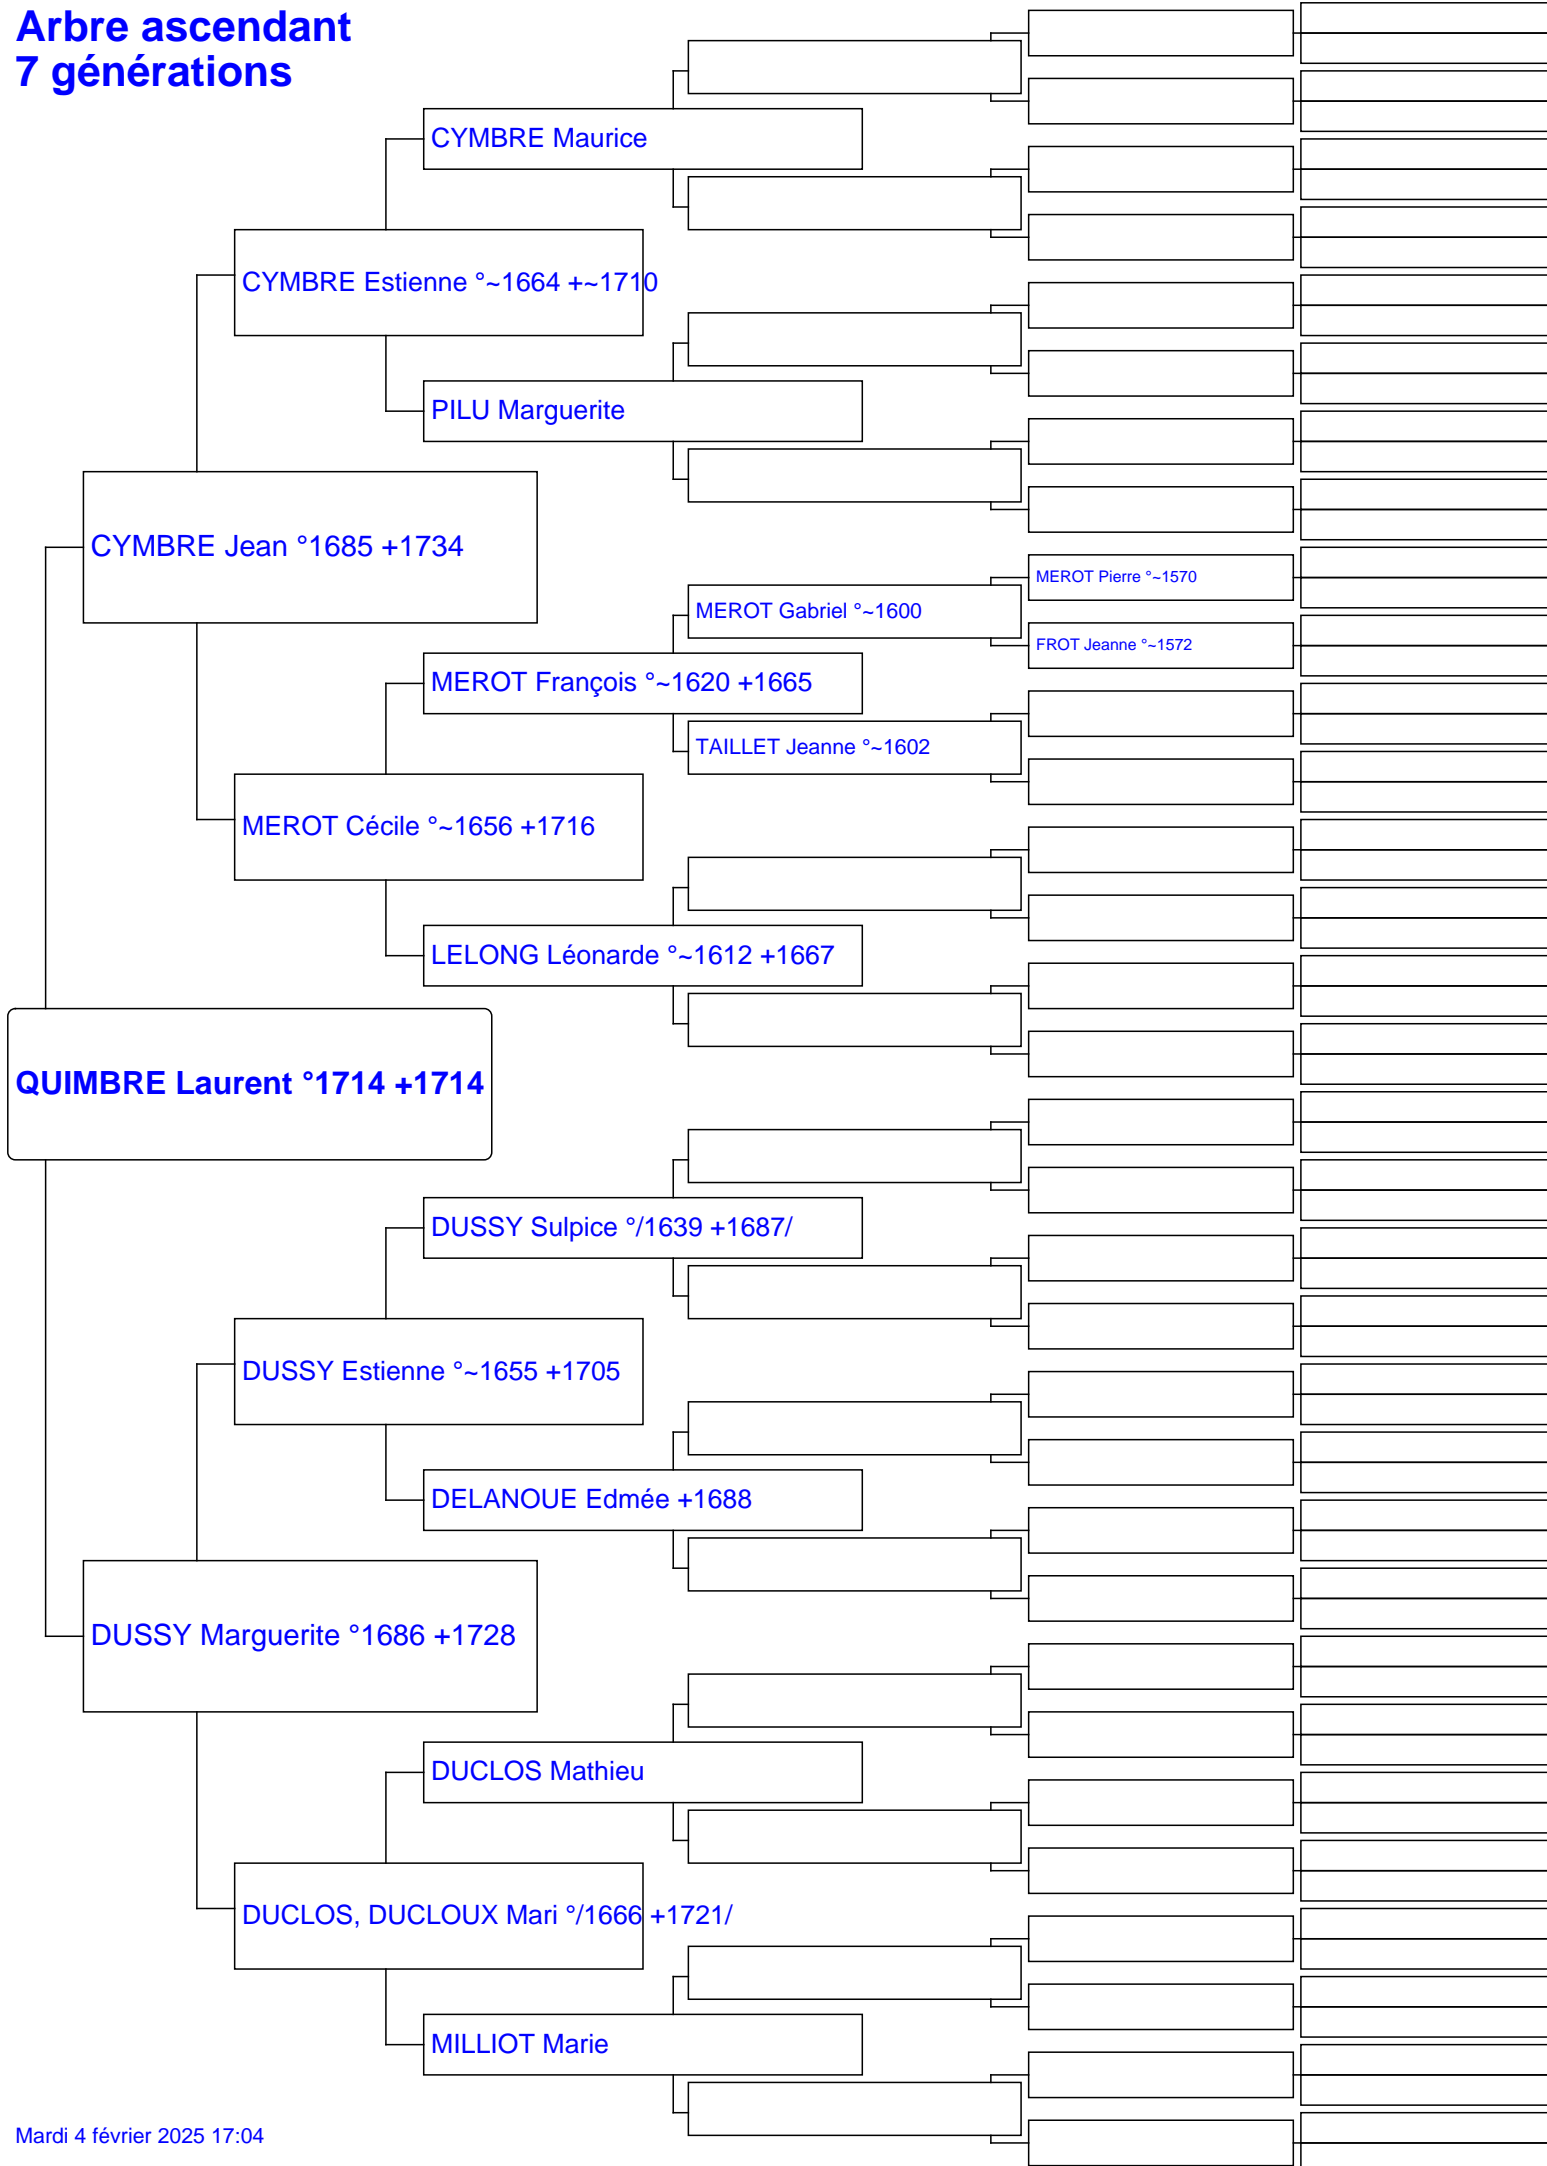 Arbre ascendant
7 générations
CYMBRE Maurice
CYMBRE Estienne °~1664 +~1710
PILU Marguerite
CYMBRE Jean °1685 +1734
MEROT Pierre °~1570
MEROT Gabriel °~1600
FROT Jeanne °~1572
MEROT François °~1620 +1665
TAILLET Jeanne °~1602
MEROT Cécile °~1656 +1716
LELONG Léonarde °~1612 +1667
QUIMBRE Laurent °1714 +1714
DUSSY Sulpice °/1639 +1687/
DUSSY Estienne °~1655 +1705
DELANOUE Edmée +1688
DUSSY Marguerite °1686 +1728
DUCLOS Mathieu
DUCLOS, DUCLOUX Mari °/1666 +1721/
MILLIOT Marie
Mardi 4 février 2025 17:04